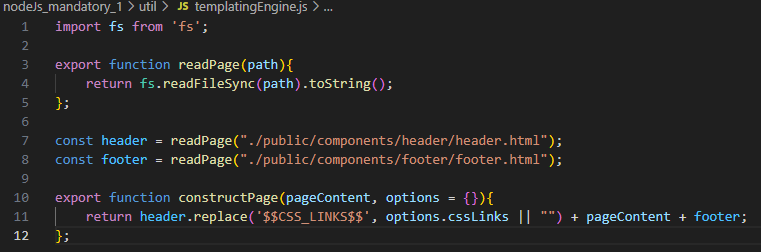 nodeJs_mandatory_1 > util > JS templatingEngine.js > ...
1 import fs from 'fs';
2
3 export function readPage(path){
4     return fs.readFileSync(path).toString();
5 };
6
7 const header = readPage("./public/components/header/header.html");
8 const footer = readPage("./public/components/footer/footer.html");
9
10 export function constructPage(pageContent, options = {}){
11     return header.replace('$$CSS_LINKS$$', options.cssLinks || "") + pageContent + footer;
12 };